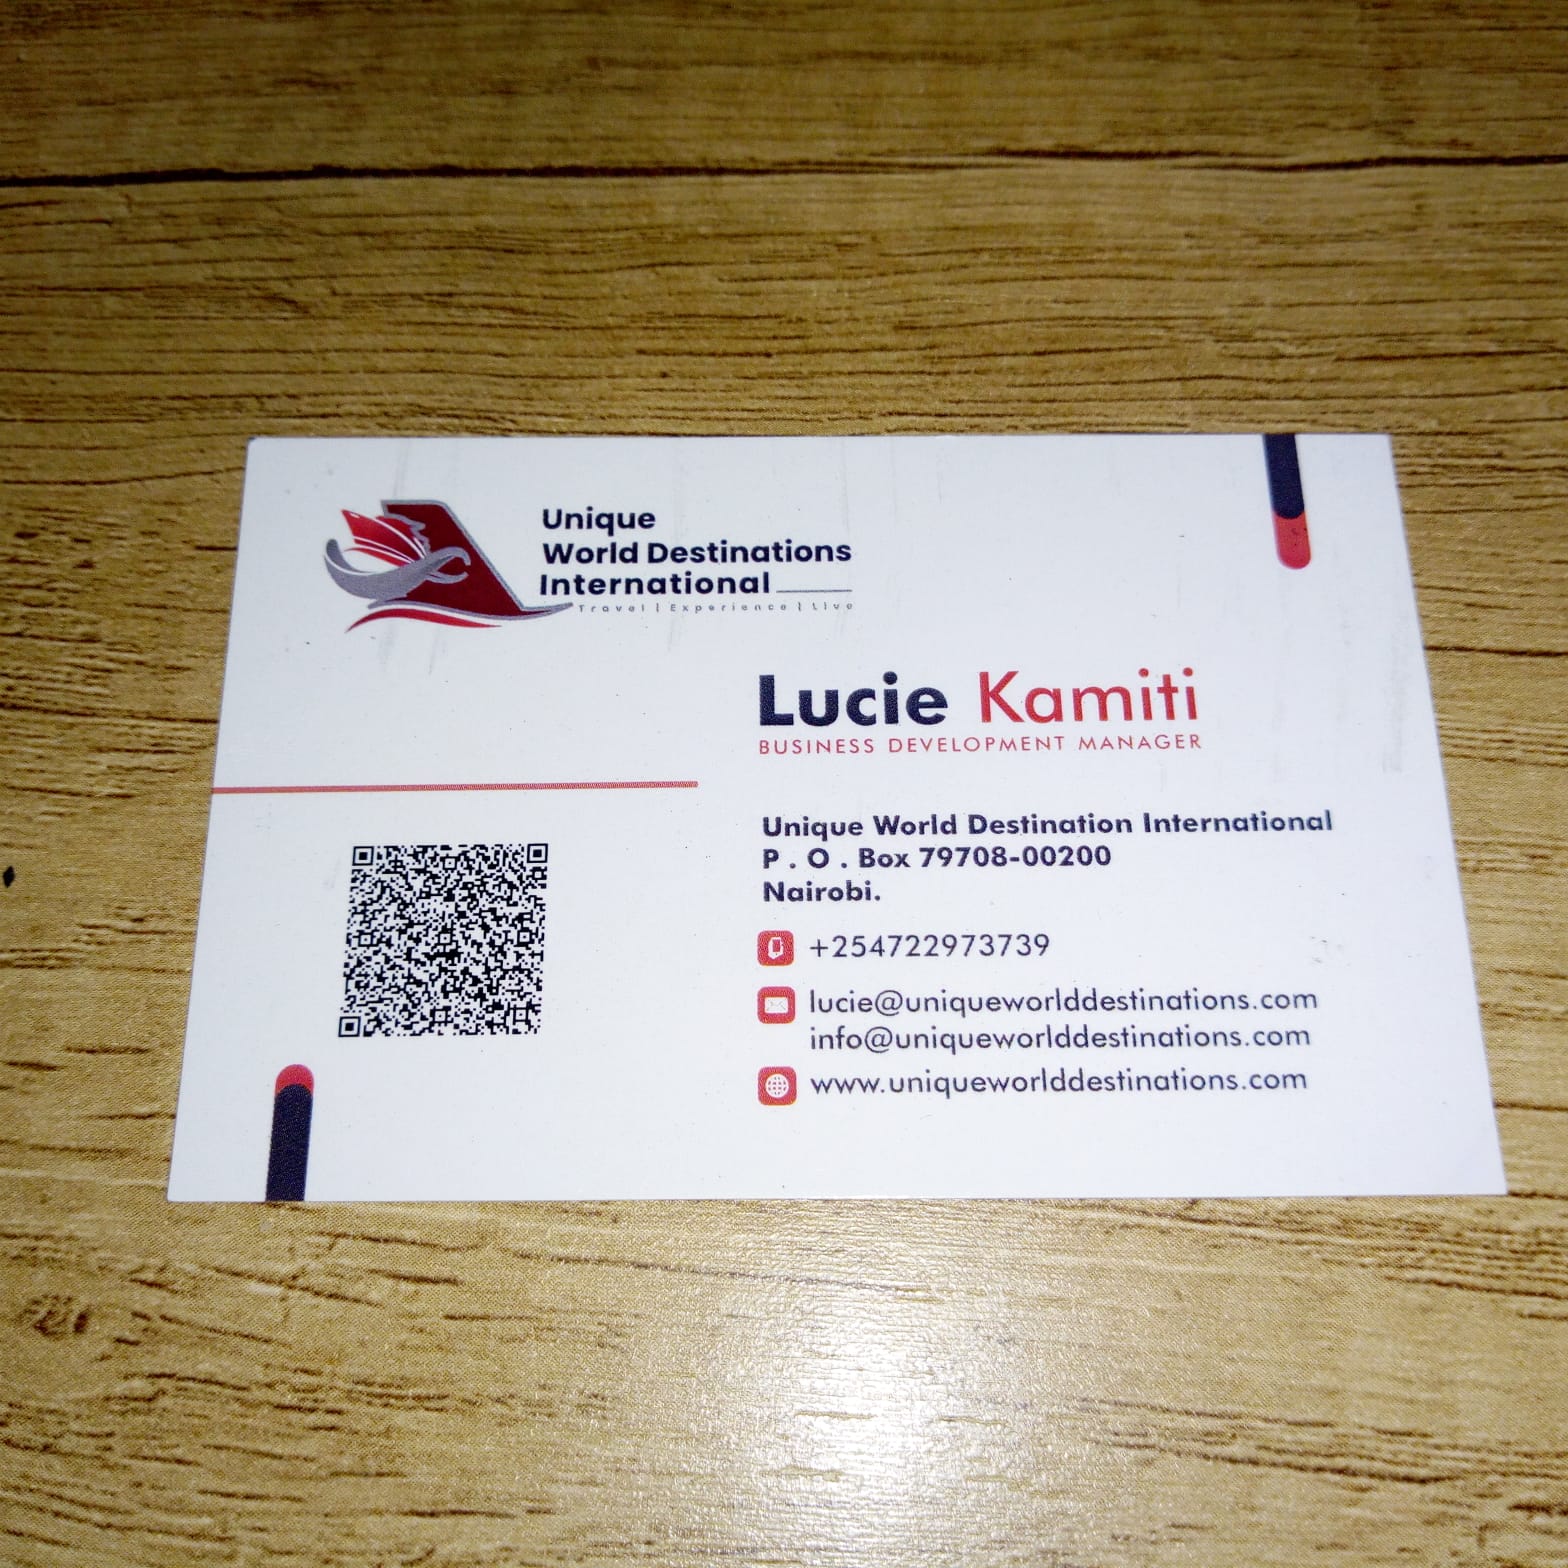 Unique
World Destinations
International
Travel | Experience | Live
Lucie Kamiti
BUSINESS DEVELOPMENT MANAGER
Unique World Destination International
P . O . Box 79708-00200
Nairobi.
+254722973739
lucie@uniqueworlddestinations.com
info@uniqueworlddestinations.com
www.uniqueworlddestinations.com